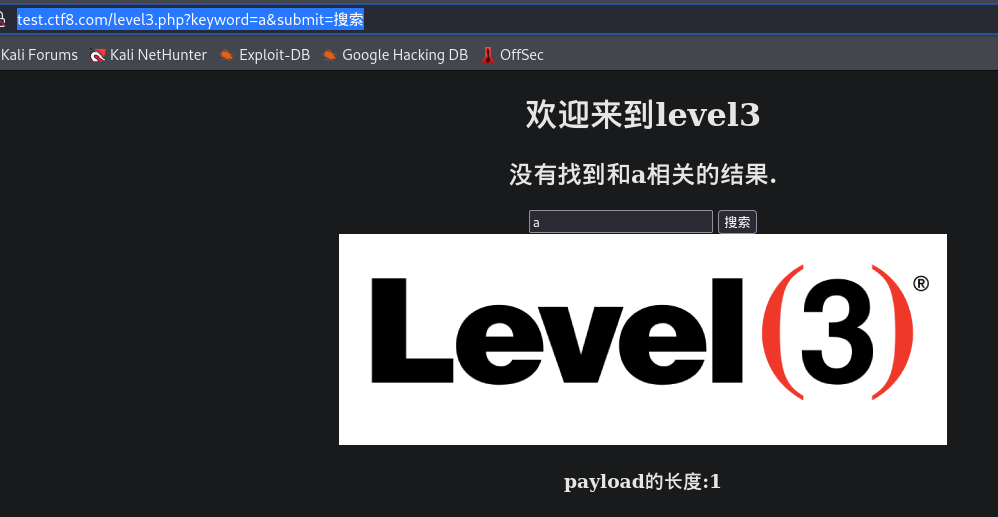 test.ctf8.com/level3.php?keyword=a&submit=搜索
Kali Forums Kali NetHunter Exploit-DB Google Hacking DB OffSec
欢迎来到level3
没有找到和a相关的结果.
a 搜索
Level(3)®
payload的长度:1